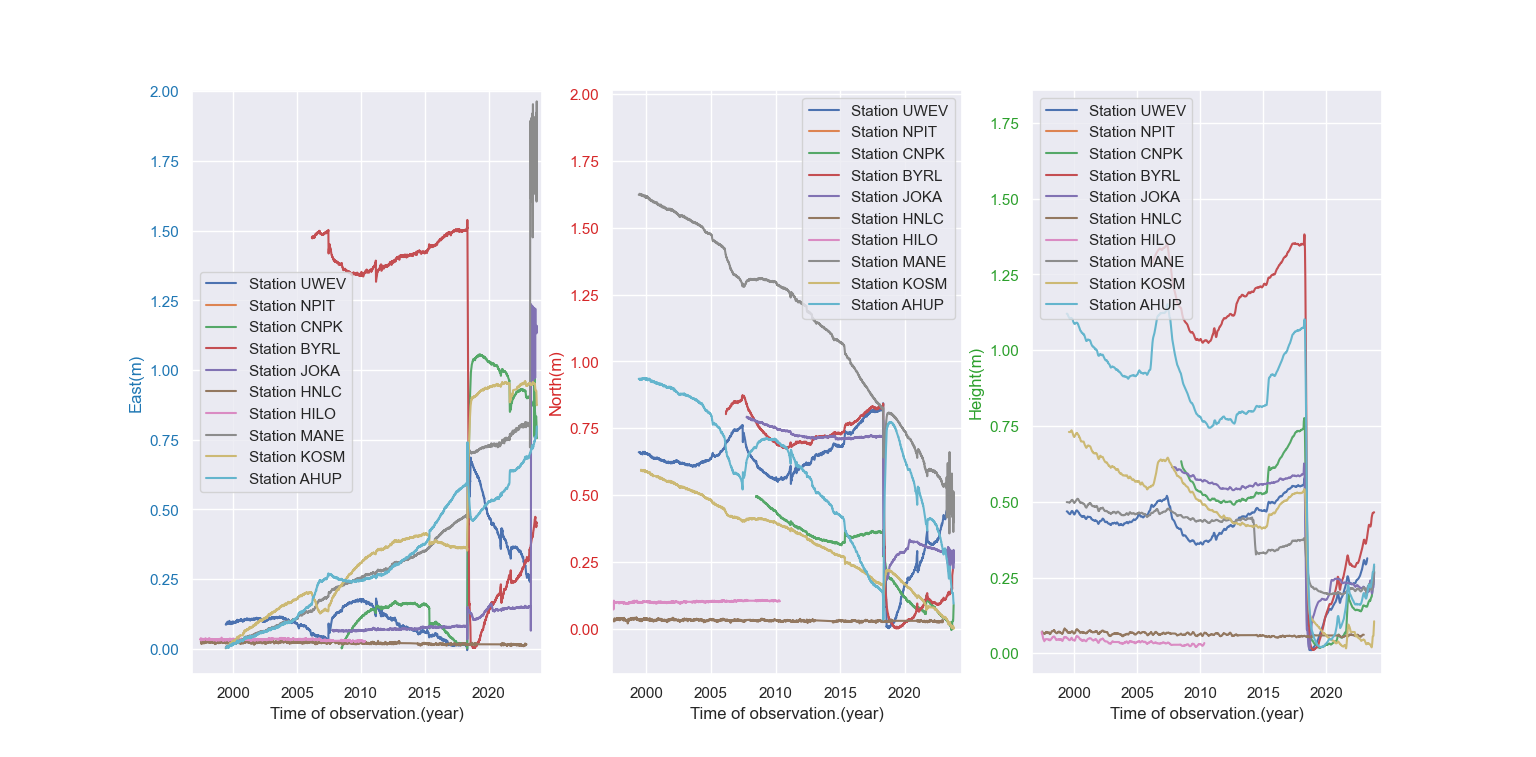 2.00
1.75
1.50
1.25
1.00
0.75
0.50
0.25
0.00
East(m)
Station UWEV
Station NPIT
Station CNPK
Station BYRL
Station JOKA
Station HNLC
Station HILO
Station MANE
Station KOSM
Station AHUP
2000 2005 2010 2015 2020
Time of observation.(year)
2.00
1.75
1.50
1.25
1.00
0.75
0.50
0.25
0.00
North(m)
Station UWEV
Station NPIT
Station CNPK
Station BYRL
Station JOKA
Station HNLC
Station HILO
Station MANE
Station KOSM
Station AHUP
2000 2005 2010 2015 2020
Time of observation.(year)
1.75
1.50
1.25
1.00
0.75
0.50
0.25
0.00
Height(m)
Station UWEV
Station NPIT
Station CNPK
Station BYRL
Station JOKA
Station HNLC
Station HILO
Station MANE
Station KOSM
Station AHUP
2000 2005 2010 2015 2020
Time of observation.(year)